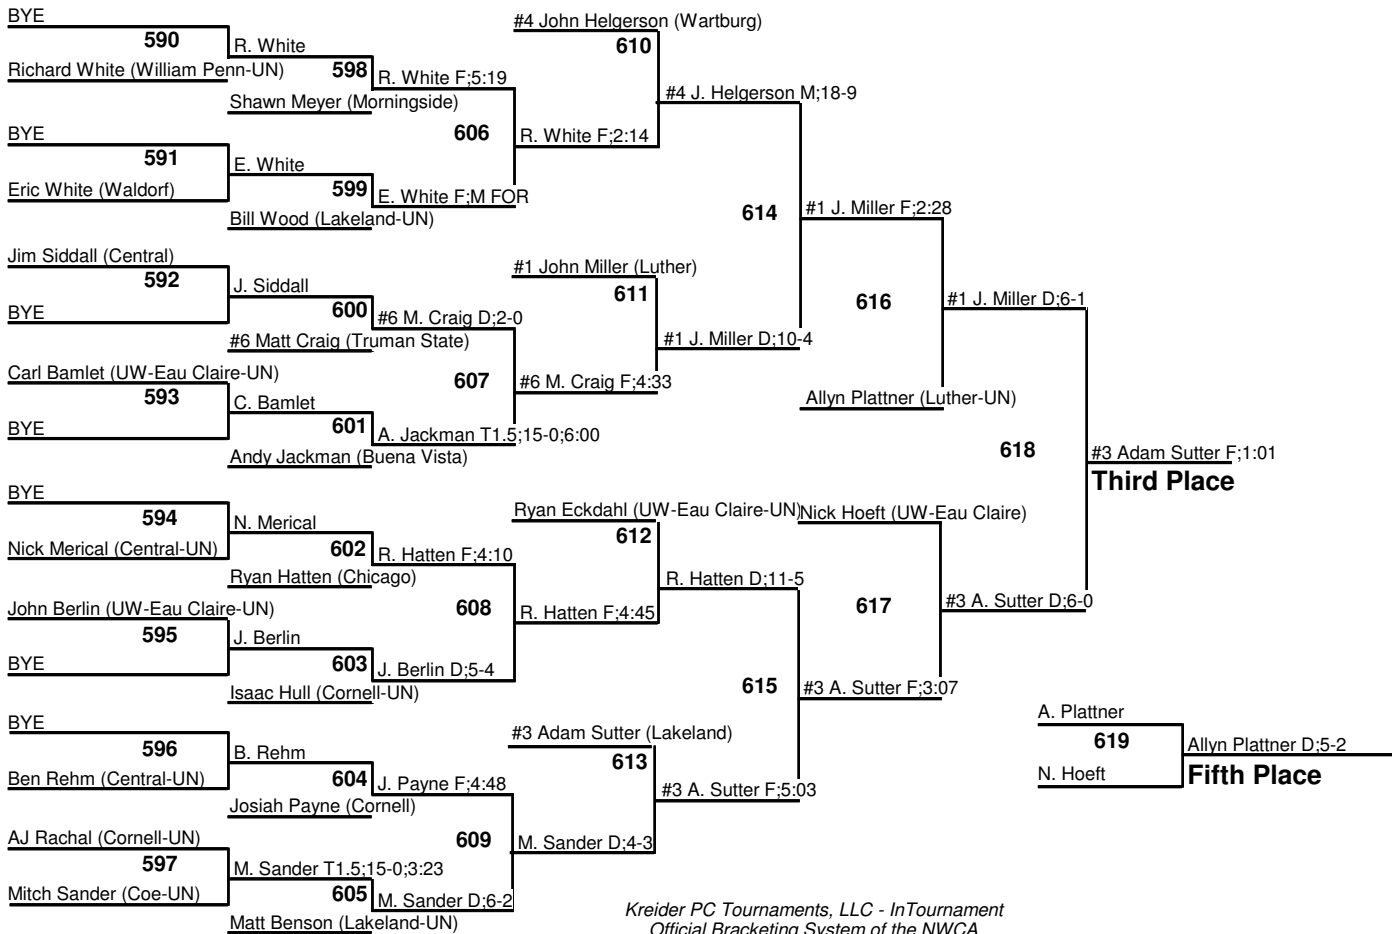 BYE
590
Richard White (William Penn-UN)
R. White
598
Shawn Meyer (Morningside)
R. White F;5:19
BYE
591
Eric White (Waldorf)
E. White
599
Bill Wood (Lakeland-UN)
E. White F;M FOR
606
R. White F;2:14
#4 John Helgerson (Wartburg)
610
#4 J. Helgerson M;18-9
Jim Siddall (Central)
592
BYE
J. Siddall
600
#6 Matt Craig (Truman State)
#6 M. Craig D;2-0
Carl Bamlet (UW-Eau Claire-UN)
593
BYE
C. Bamlet
601
Andy Jackman (Buena Vista)
A. Jackman T1.5;15-0;6:00
607
#6 M. Craig F;4:33
#1 John Miller (Luther)
611
#1 J. Miller D;10-4
614
#1 J. Miller F;2:28
616
Allyn Plattner (Luther-UN)
#1 J. Miller D;6-1
BYE
594
Nick Merical (Central-UN)
N. Merical
602
Ryan Hatten (Chicago)
R. Hatten F;4:10
John Berlin (UW-Eau Claire-UN)
595
BYE
J. Berlin
603
Isaac Hull (Cornell-UN)
J. Berlin D;5-4
608
R. Hatten F;4:45
Ryan Eckdahl (UW-Eau Claire-UN)
612
R. Hatten D;11-5
BYE
596
Ben Rehm (Central-UN)
B. Rehm
604
Josiah Payne (Cornell)
J. Payne F;4:48
AJ Rachal (Cornell-UN)
597
Mitch Sander (Coe-UN)
M. Sander T1.5;15-0;3:23
605
Matt Benson (Lakeland-UN)
M. Sander D;6-2
609
M. Sander D;4-3
#3 Adam Sutter (Lakeland)
613
#3 A. Sutter F;5:03
615
#3 A. Sutter F;3:07
Nick Hoeft (UW-Eau Claire)
617
#3 A. Sutter D;6-0
618
#3 Adam Sutter F;1:01
Third Place
A. Plattner
619
N. Hoeft
Allyn Plattner D;5-2
Fifth Place
Kreider PC Tournaments, LLC - InTournament
Official Bracketing System of the NWCA